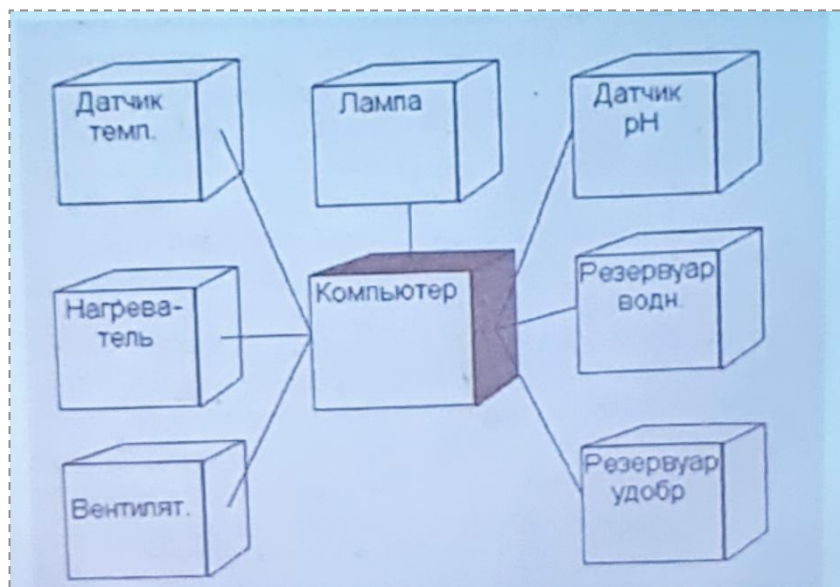 Датчик
темп.
Лампа
Датчик
pH
Нагрева-
тель
Компьютер
Резервуар
водн.
Вентилят.
Резервуар
удобр